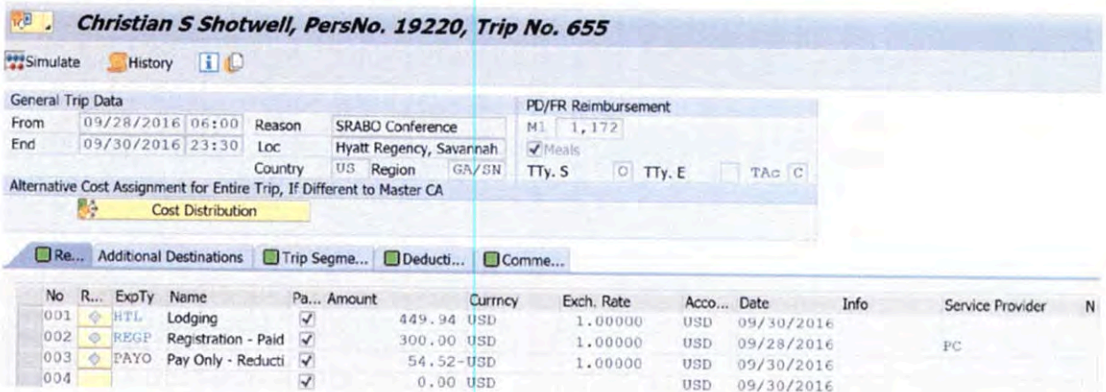 Christian S Shotwell, PersNo. 19220, Trip No. 655
Simulate History
General Trip Data PD/FR Reimbursement
From 09/28/2016 06:00 Reason SRABO Conference M1 1,172
End 09/30/2016 23:30 Loc Hyatt Regency, Savannah Meals
Country US Region GA/SN TTy. S O TTy. E TAc C
Alternative Cost Assignment for Entire Trip, If Different to Master CA
Cost Distribution
Re... Additional Destinations Trip Segme... Deducti... Comme...
No R... ExpTy Name Pa... Amount Currncy Exch. Rate Acco... Date Info Service Provider N
001 HTL Lodging 449.94 USD 1.00000 USD 09/30/2016
002 REGP Registration - Paid 300.00 USD 1.00000 USD 09/28/2016 PC
003 PAYO Pay Only - Reducti 54.52-USD 1.00000 USD 09/30/2016
004 0.00 USD USD 09/30/2016